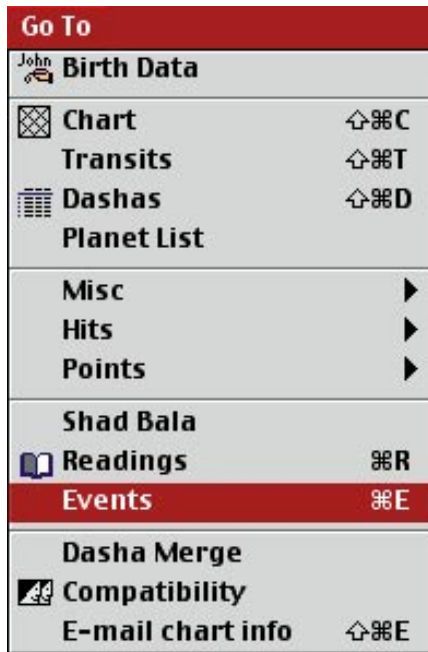 Go To
John Birth Data
Chart ⇧⌘C
Transits ⇧⌘T
Dashas ⇧⌘D
Planet List
Misc
Hits
Points
Shad Bala
Readings ⌘R
Events ⌘E
Dasha Merge
Compatibility
E-mail chart info ⇧⌘E